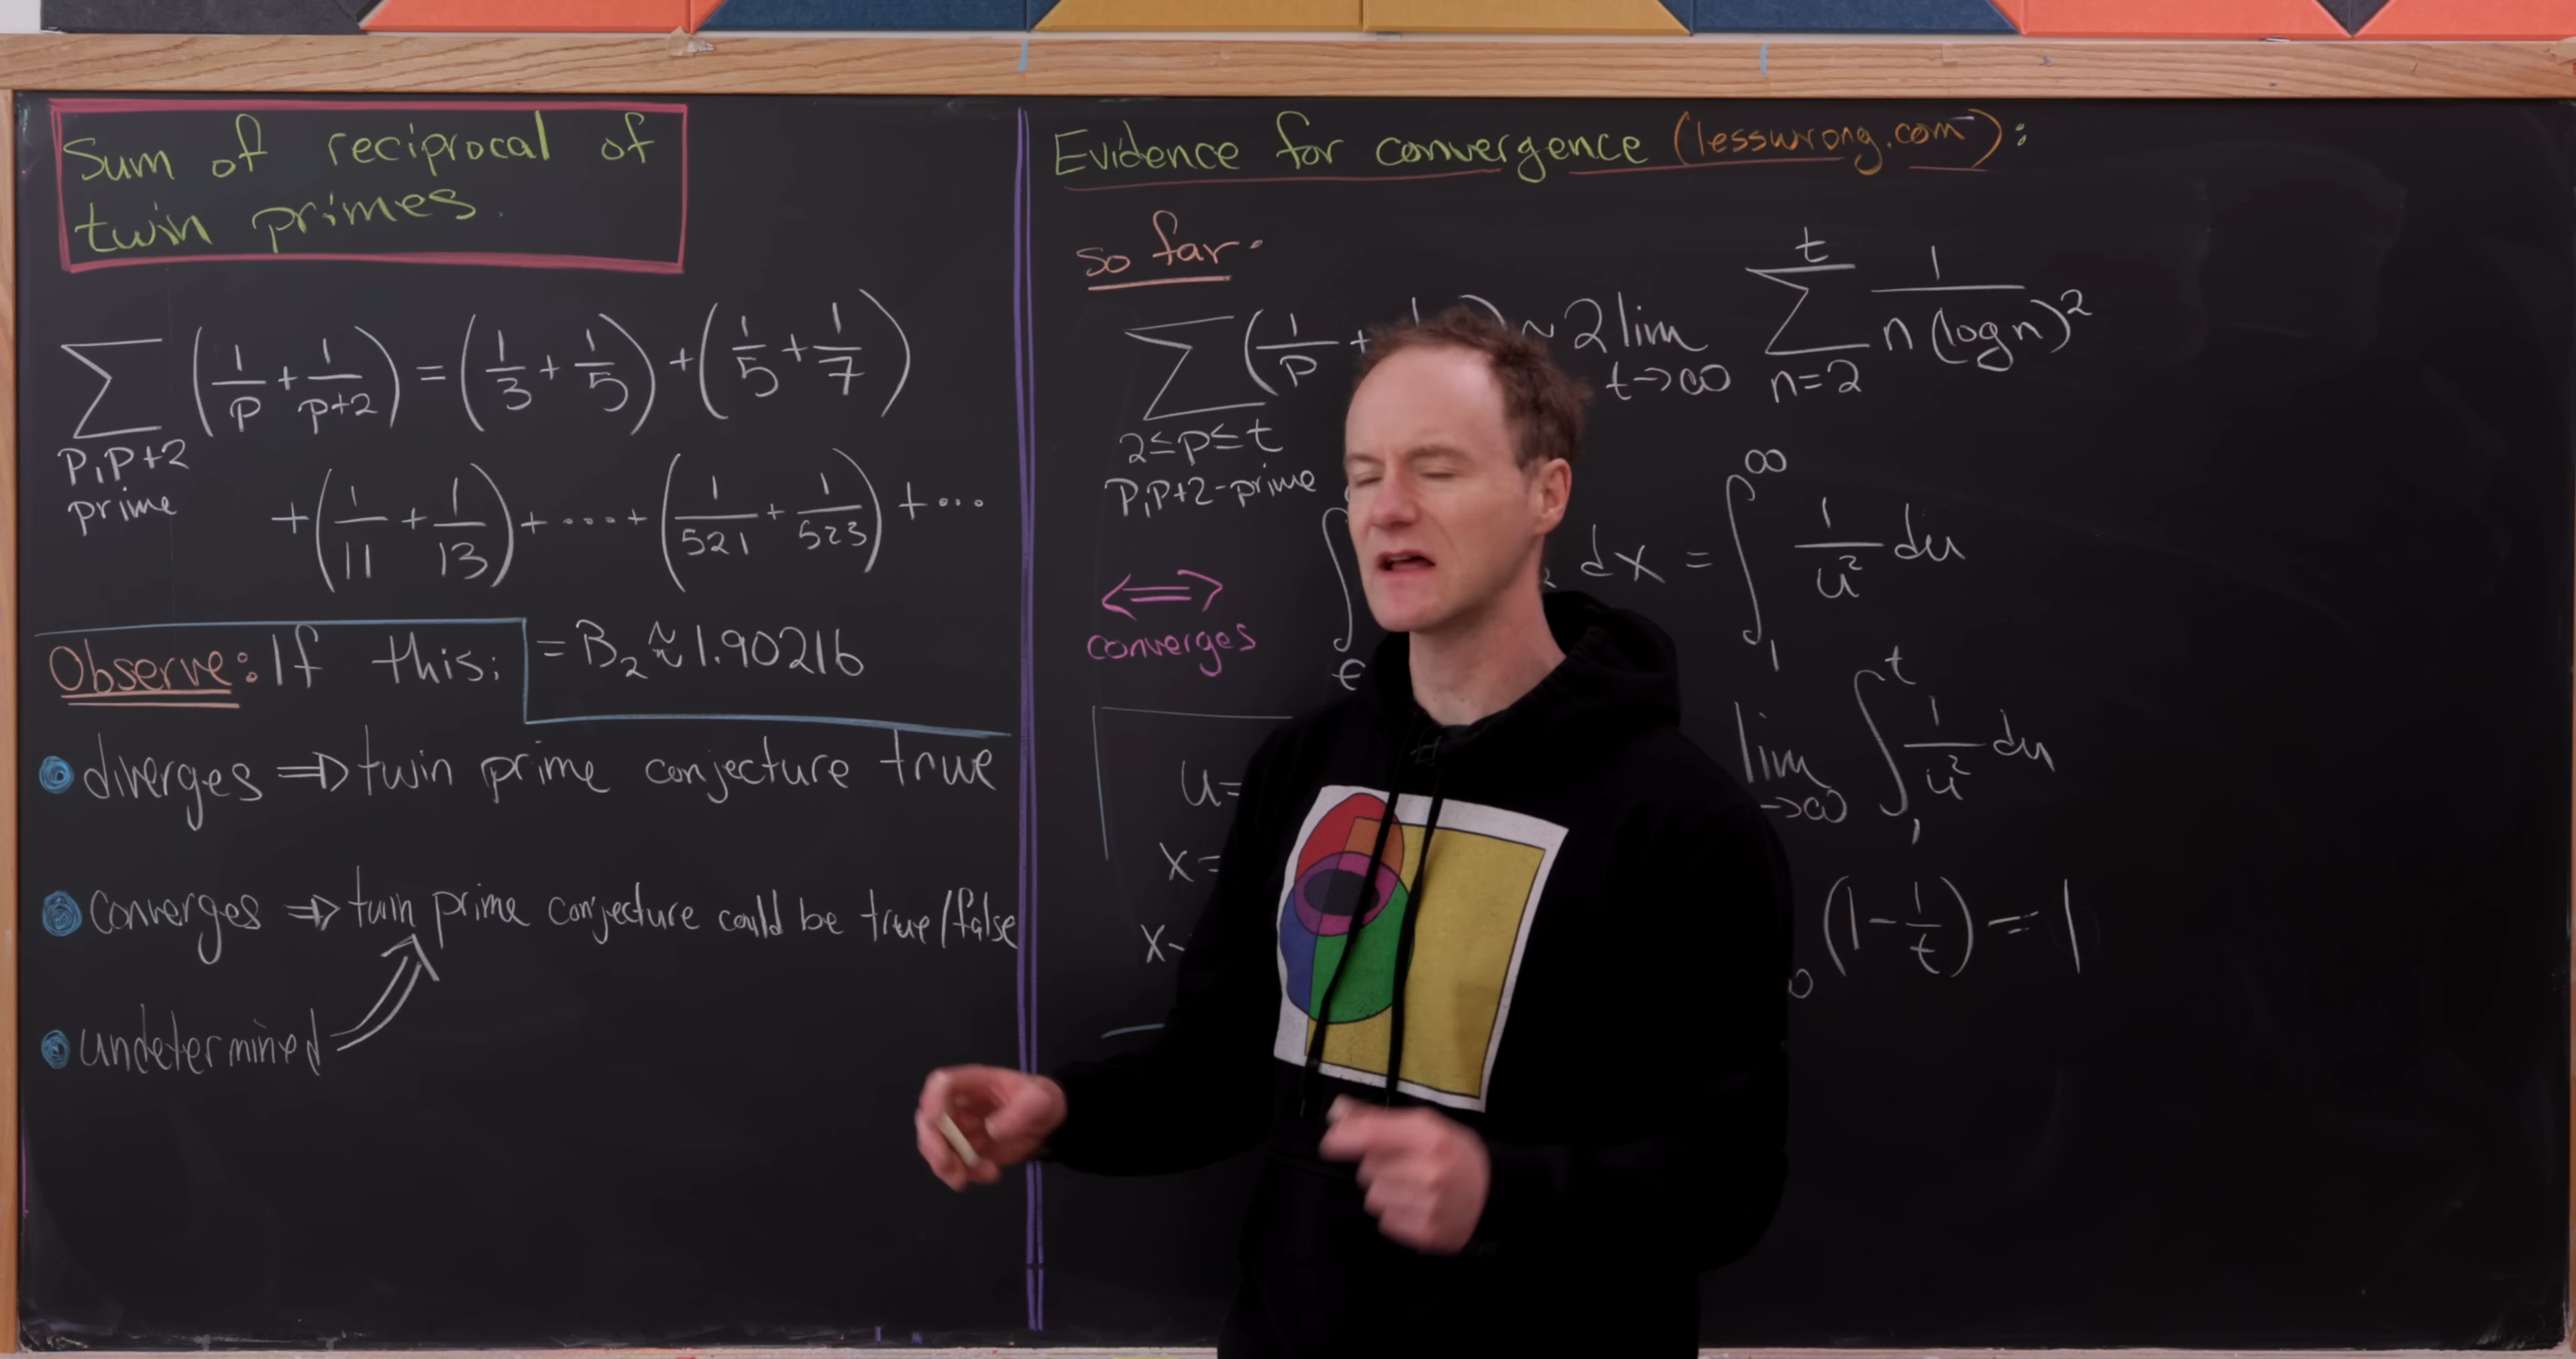 Sum of reciprocal of
twin primes.
∑ (1/p + 1/p+2) = (1/3 + 1/5) + (1/5 + 1/7)
p,p+2
prime
+ (1/11 + 1/13) + ..... + (1/521 + 1/523) + ...
= B₂ ≈ 1.90216
Observe: If this:
diverges ⇒ twin prime conjecture true
converges ⇒ twin prime conjecture could be true/false
undetermined
Evidence for convergence (lesswrong.com):
so far.
∑ (1/p + ~ 2 lim t→∞ ∑ n=2 t 1/n(log n)²
2≤p≤t
p,p+2-prime
⟺ ∫ e dx = ∫ 1 ∞ 1/u² du
converges
u= lim →∞ ∫ 1 t 1/u² du
x=
x- (1 - 1/t) = 1